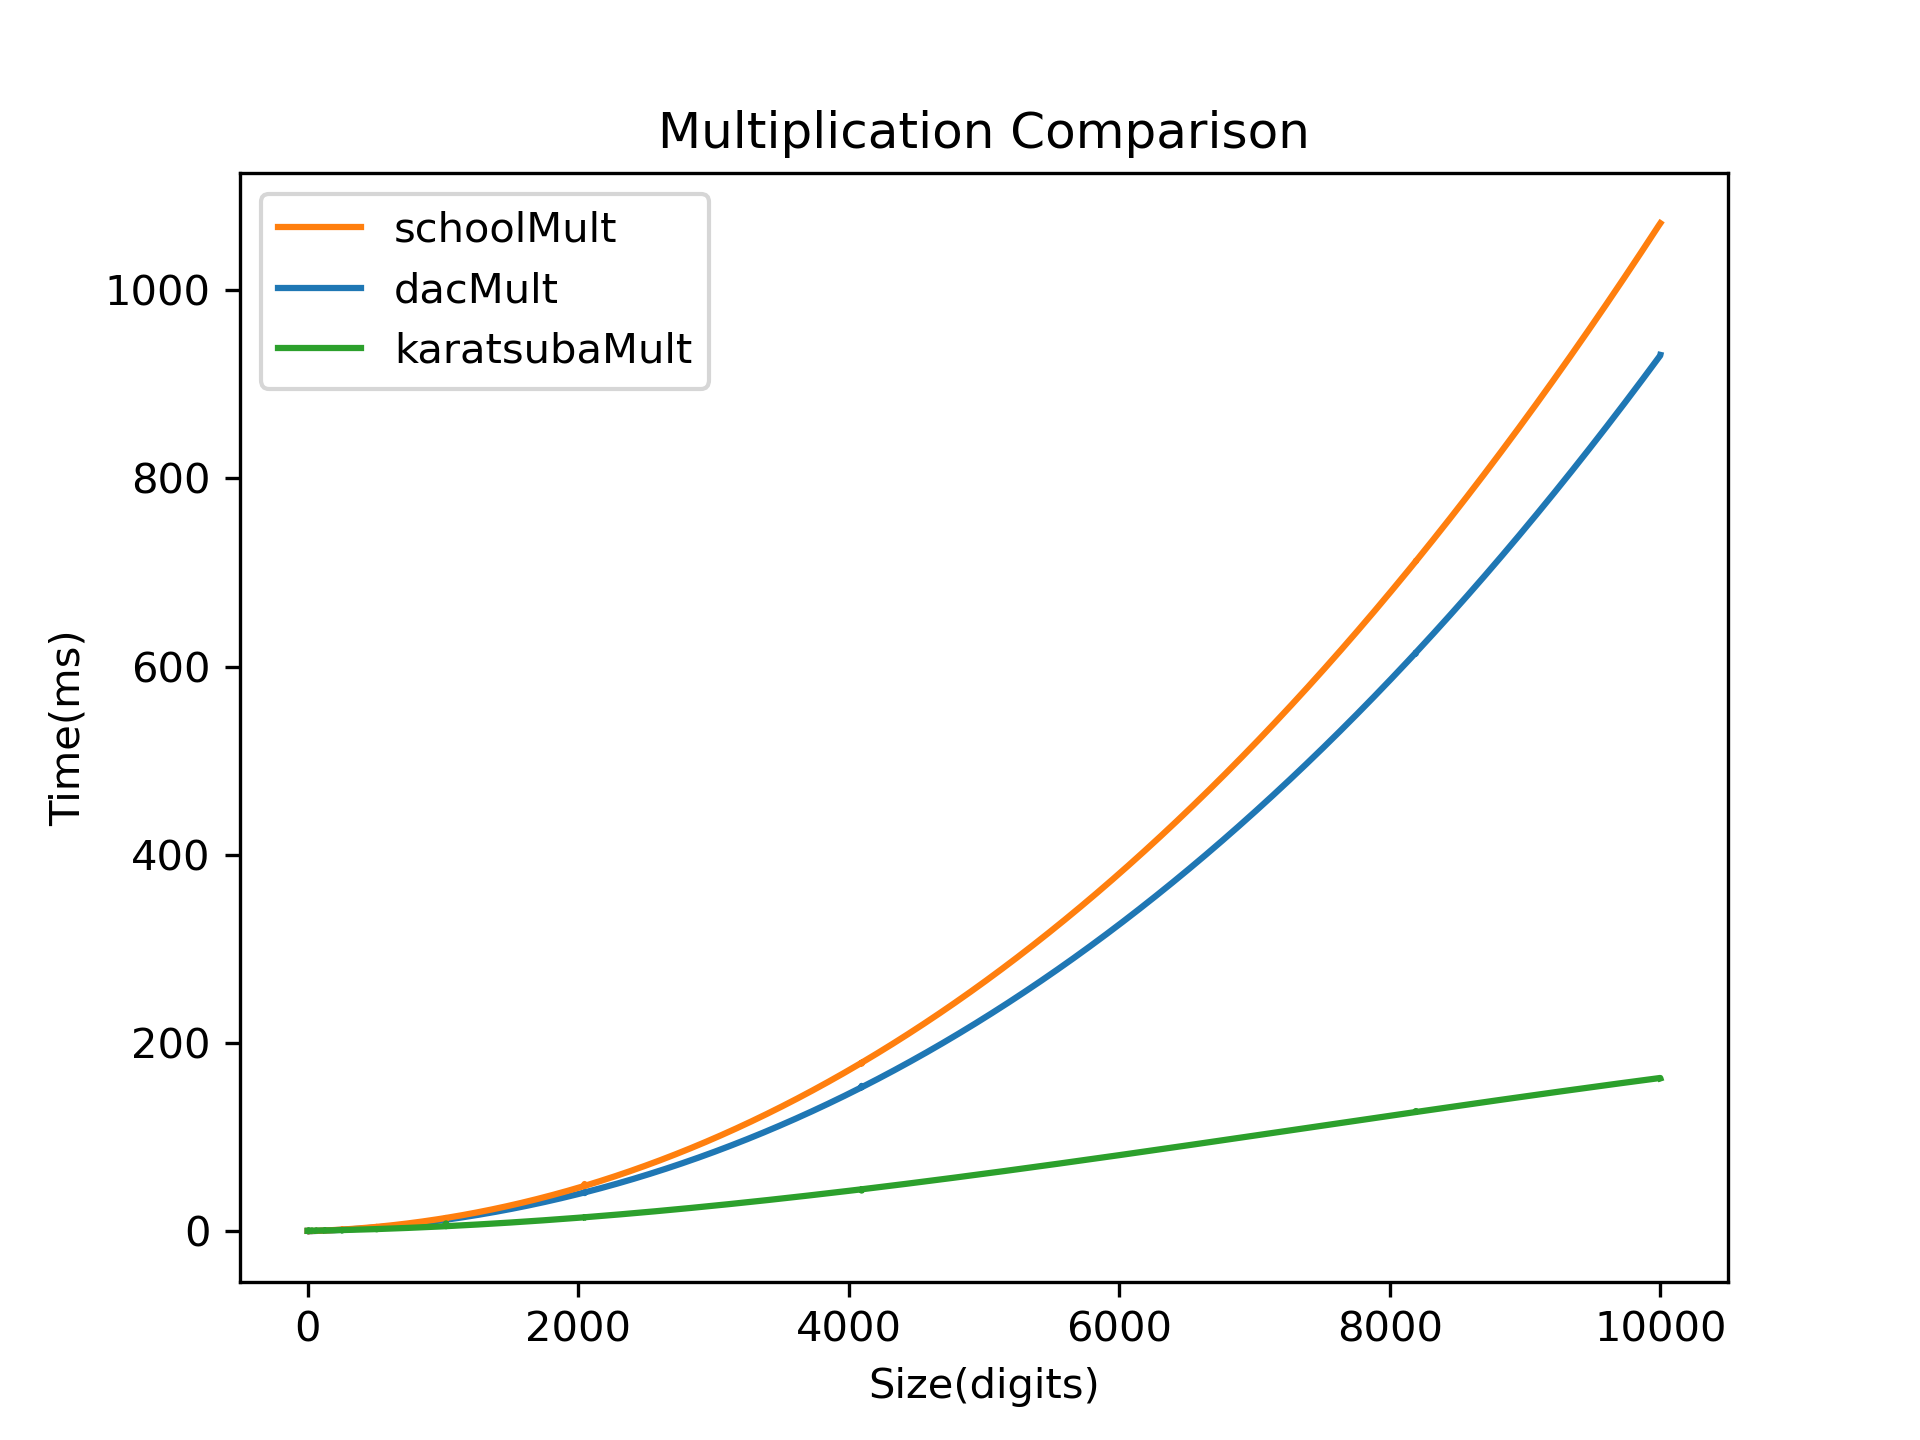 Multiplication Comparison
schoolMult
dacMult
karatsubaMult
1000
800
600
400
200
0
Time(ms)
0 2000 4000 6000 8000 10000
Size(digits)